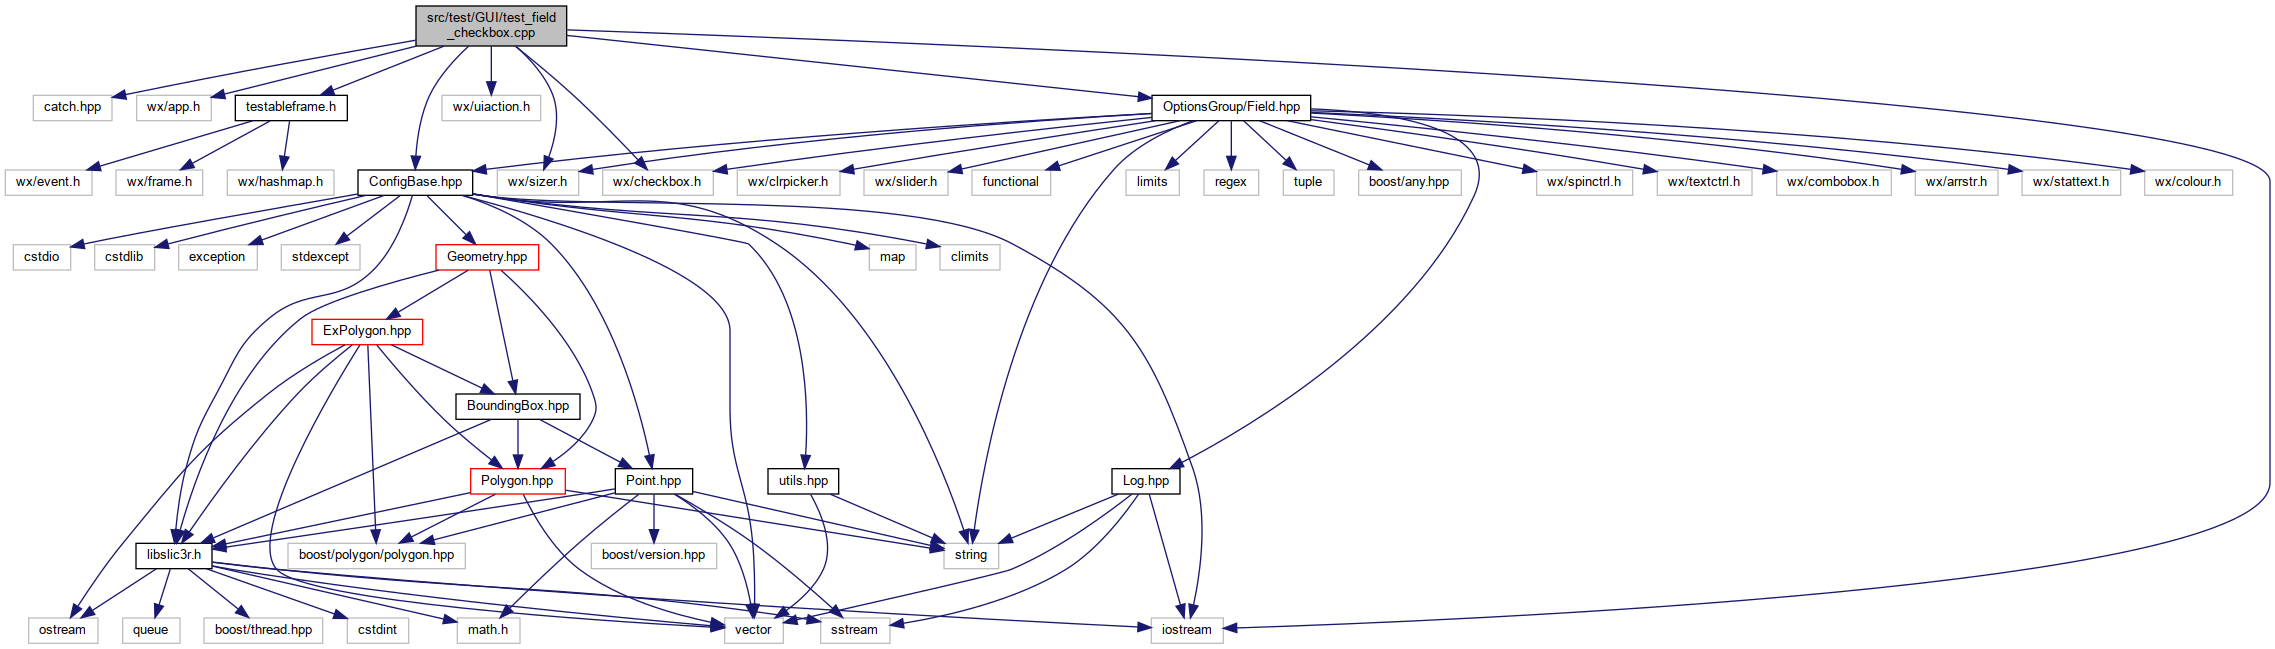 src/test/GUI/test_field
_checkbox.cpp
catch.hpp
wx/app.h
testableframe.h
wx/uiaction.h
OptionsGroup/Field.hpp
wx/event.h
wx/frame.h
wx/hashmap.h
ConfigBase.hpp
wx/sizer.h
wx/checkbox.h
wx/clrpicker.h
wx/slider.h
functional
limits
regex
tuple
boost/any.hpp
wx/spinctrl.h
wx/textctrl.h
wx/combobox.h
wx/arrstr.h
wx/stattext.h
wx/colour.h
cstdio
cstdlib
exception
stdexcept
Geometry.hpp
map
climits
ExPolygon.hpp
BoundingBox.hpp
Polygon.hpp
Point.hpp
utils.hpp
Log.hpp
libslic3r.h
boost/polygon/polygon.hpp
boost/version.hpp
string
ostream
queue
boost/thread.hpp
cstdint
math.h
vector
sstream
iostream